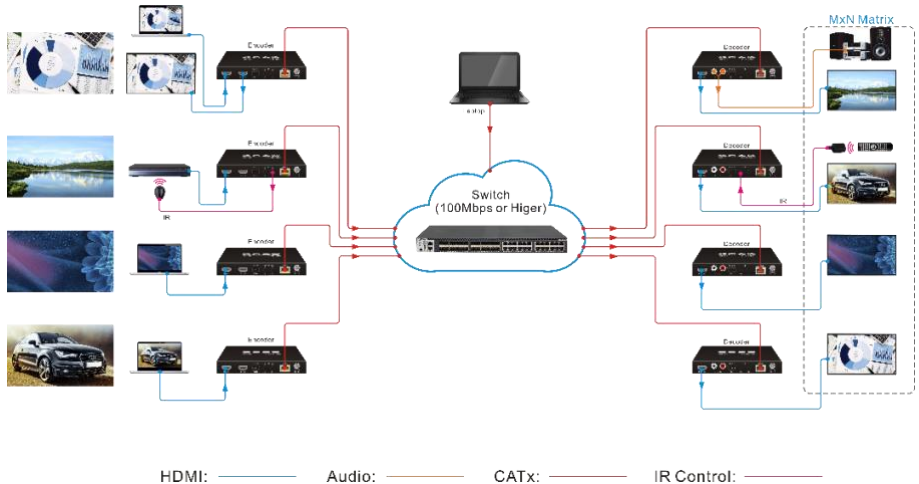 MxN Matrix
Encoder
Decoder
Encoder
Decoder
IR
IR
Switch
(100Mbps or Higer)
Encoder
Decoder
Encoder
Decoder
HDMI: Audio: CATx: IR Control: